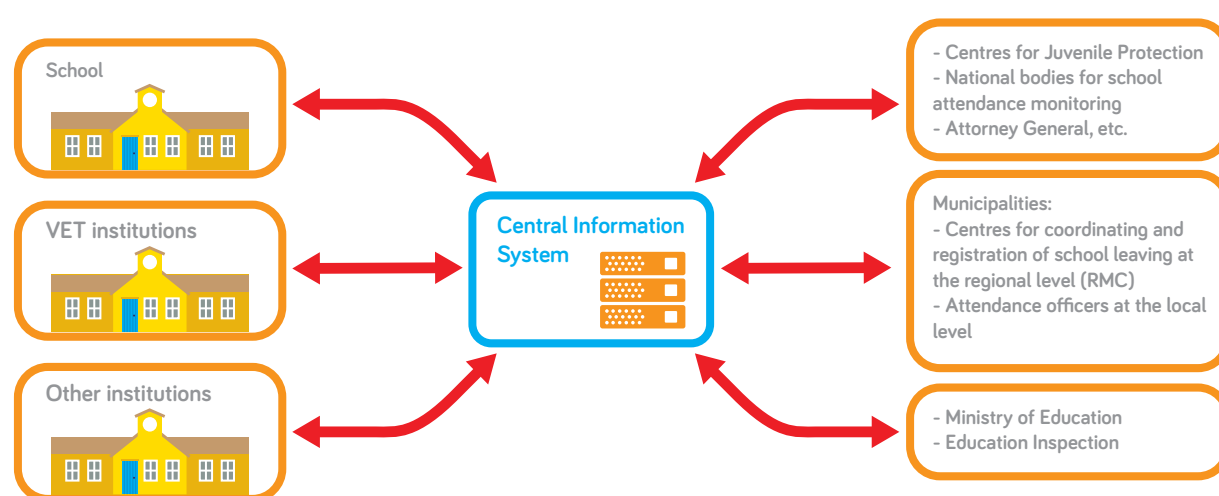 School
VET institutions
Other institutions
Central Information
System
- Centres for Juvenile Protection
- National bodies for school
attendance monitoring
- Attorney General, etc.
Municipalities:
- Centres for coordinating and
registration of school leaving at
the regional level (RMC)
- Attendance officers at the local
level
- Ministry of Education
- Education Inspection